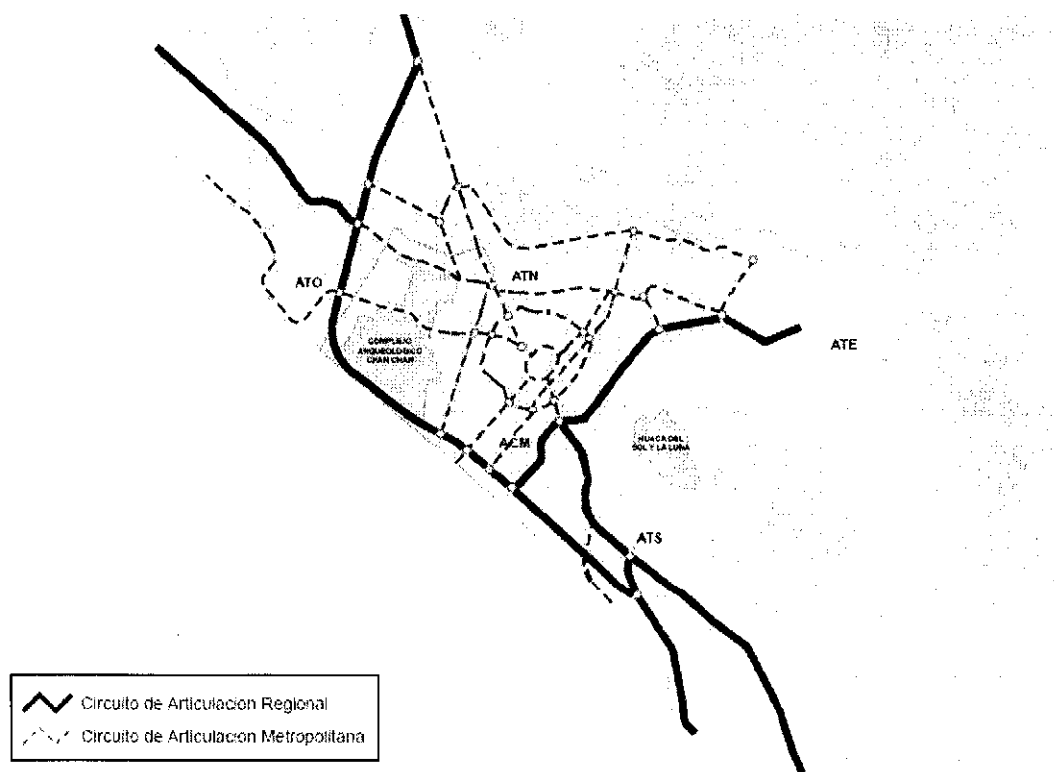 ATN
ATO
COMPLEJO
ARQUEOLOGICO
CHAN CHAN
ATE
ACM
HUACA DEL
SOL Y LA LUNA
ATS
Circuito de Articulacion Regional
Circuito de Articulacion Metropolitana